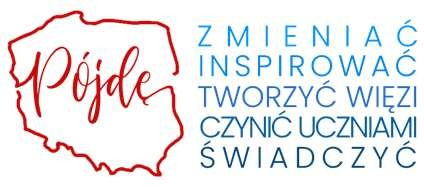 Pójdę
ZMIENIAĆ
INSPIROWAĆ
TWORZYĆ WIĘZI
CZYNIĆ UCZNIAMI
ŚWIADCZYĆ